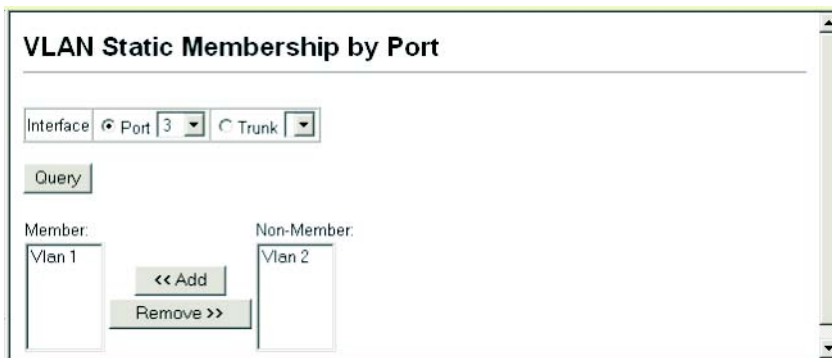 VLAN Static Membership by Port
Interface Port 3 Trunk
Query
Member: Non-Member:
Vlan 1 Vlan 2
<< Add
Remove >>